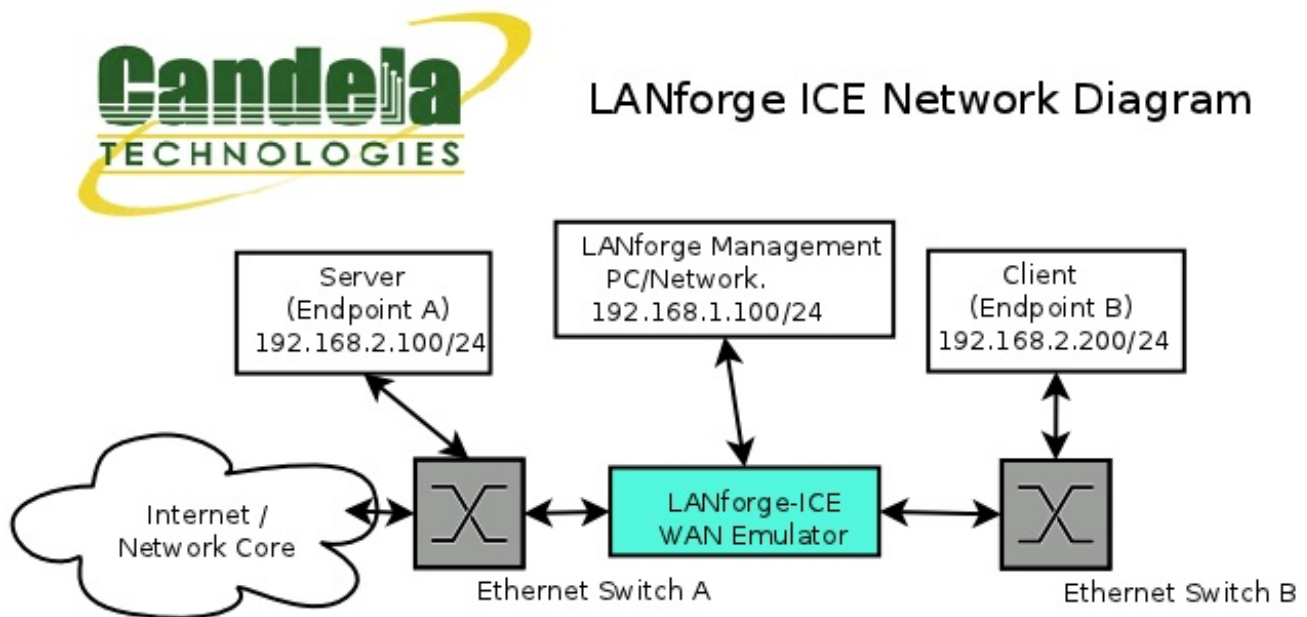 Candela
TECHNOLOGIES
LANforge ICE Network Diagram
Server
(Endpoint A)
192.168.2.100/24
LANforge Management
PC/Network.
192.168.1.100/24
Client
(Endpoint B)
192.168.2.200/24
Internet /
Network Core
LANforge-ICE
WAN Emulator
Ethernet Switch A
Ethernet Switch B